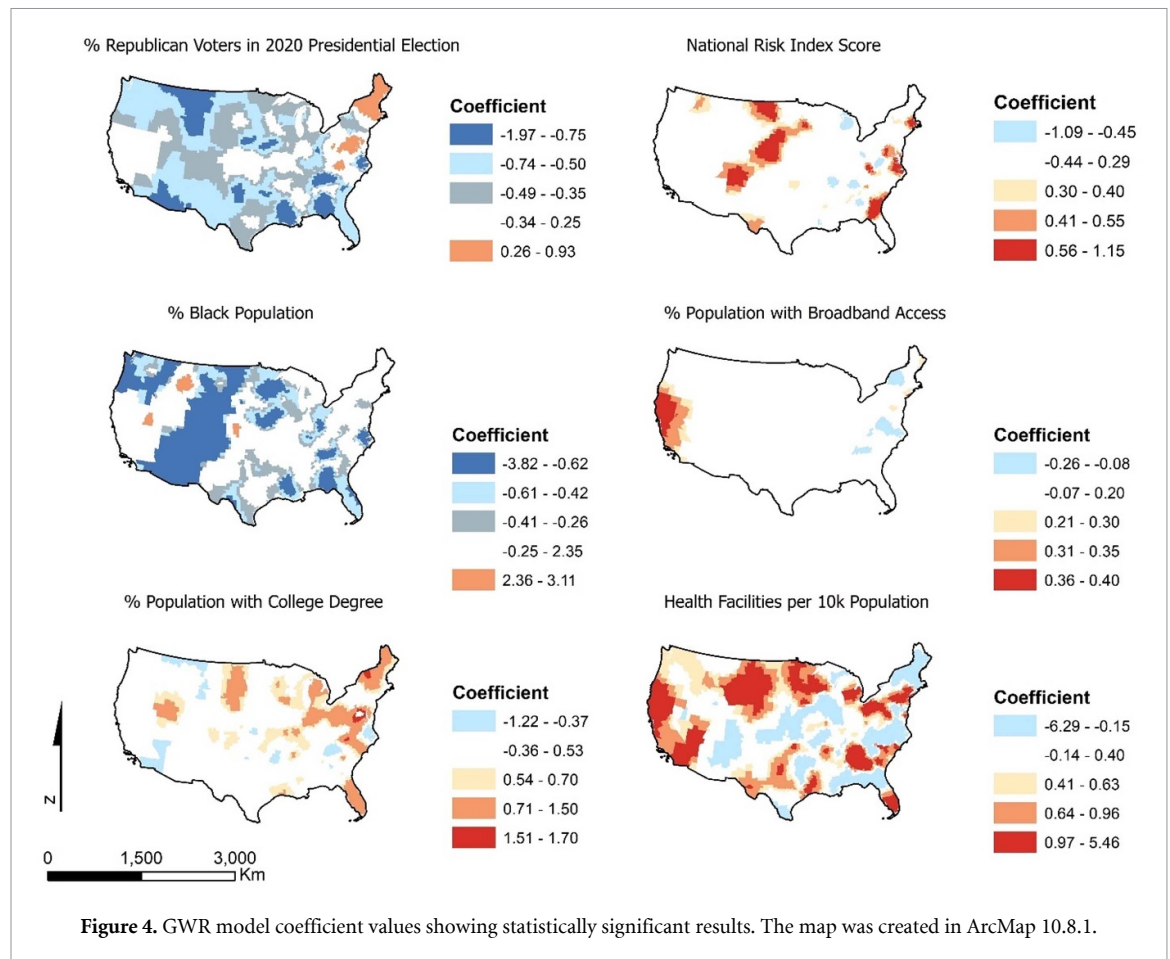 % Republican Voters in 2020 Presidential Election
Coefficient
-1.97 - -0.75
-0.74 - -0.50
-0.49 - -0.35
-0.34 - 0.25
0.26 - 0.93
National Risk Index Score
Coefficient
-1.09 - -0.45
-0.44 - 0.29
0.30 - 0.40
0.41 - 0.55
0.56 - 1.15
% Black Population
Coefficient
-3.82 - -0.62
-0.61 - -0.42
-0.41 - -0.26
-0.25 - 2.35
2.36 - 3.11
% Population with Broadband Access
Coefficient
-0.26 - -0.08
-0.07 - 0.20
0.21 - 0.30
0.31 - 0.35
0.36 - 0.40
% Population with College Degree
Coefficient
-1.22 - -0.37
-0.36 - 0.53
0.54 - 0.70
0.71 - 1.50
1.51 - 1.70
Health Facilities per 10k Population
Coefficient
-6.29 - -0.15
-0.14 - 0.40
0.41 - 0.63
0.64 - 0.96
0.97 - 5.46
N
0 1,500 3,000
Km
Figure 4. GWR model coefficient values showing statistically significant results. The map was created in ArcMap 10.8.1.